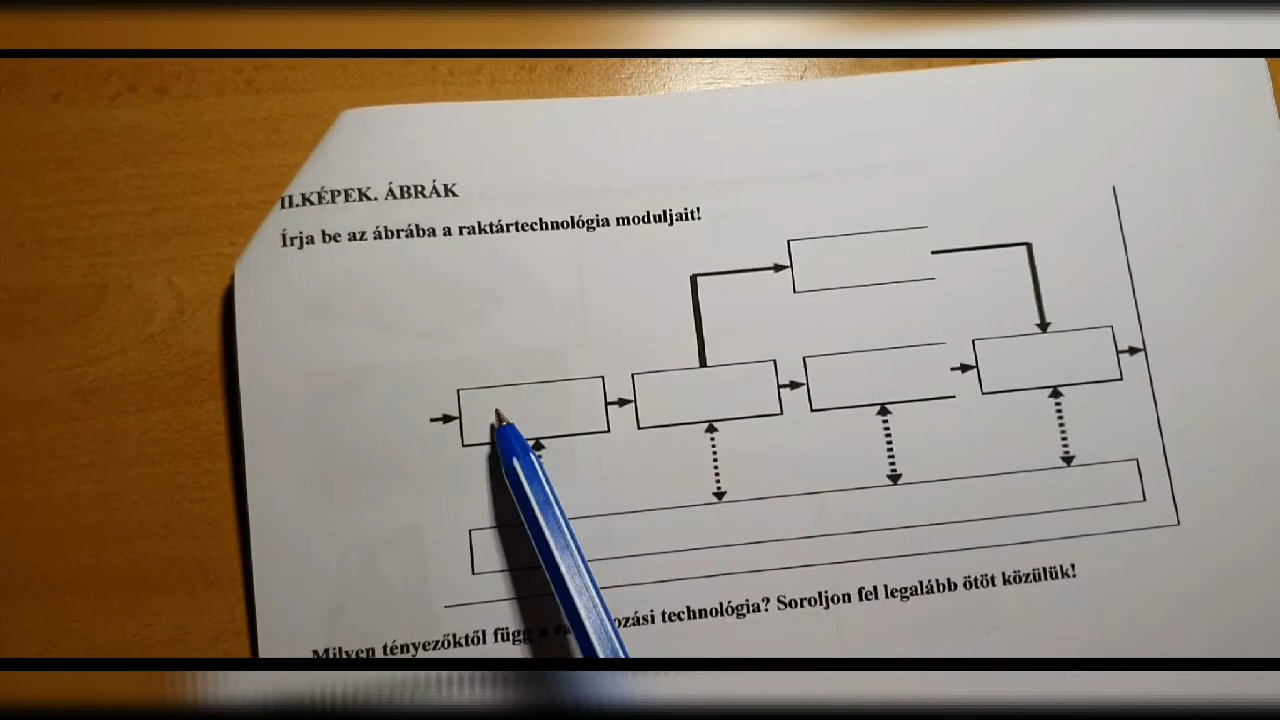 II.KÉPEK. ÁBRÁK
Írja be az ábrába a raktártechnológia moduljait!
Milyen tényezőktől függ a ozási technológia? Soroljon fel legalább ötöt közülük!